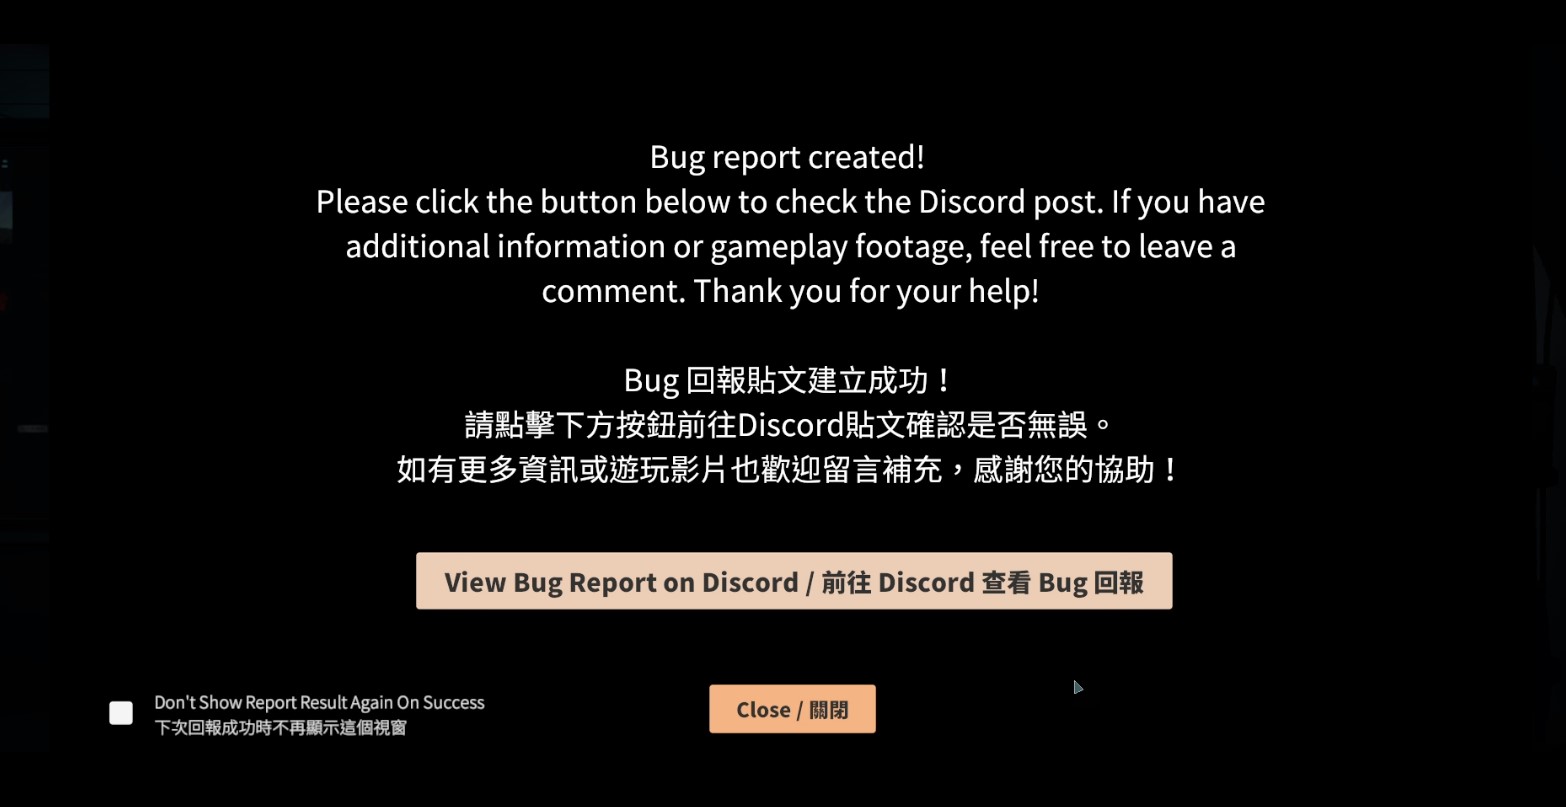 Bug report created!
Please click the button below to check the Discord post. If you have
additional information or gameplay footage, feel free to leave a
comment. Thank you for your help!
Bug 回報貼文建立成功！
請點擊下方按鈕前往Discord貼文確認是否無誤。
如有更多資訊或遊玩影片也歡迎留言補充，感謝您的協助！
View Bug Report on Discord / 前往 Discord 查看 Bug 回報
Don't Show Report Result Again On Success
下次回報成功時不再顯示這個視窗
Close / 關閉